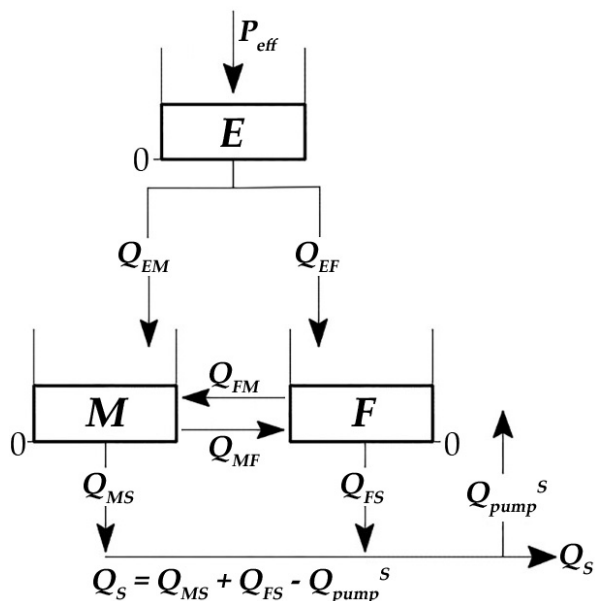 P_eff
E
0
Q_EM
Q_EF
Q_FM
M
F
0
0
Q_MF
Q_MS
Q_FS
Q_pump^S
Q_S
Q_S = Q_MS + Q_FS - Q_pump^S